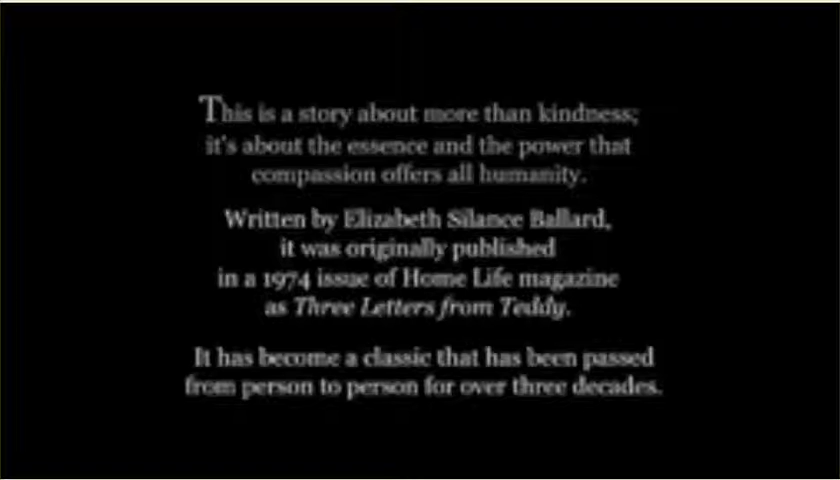 This is a story about more than kindness;
it's about the essence and the power that
compassion offers all humanity.
Written by Elizabeth Silance Ballard,
it was originally published
in a 1974 issue of Home Life magazine
as Three Letters from Teddy.
It has become a classic that has been passed
from person to person for over three decades.